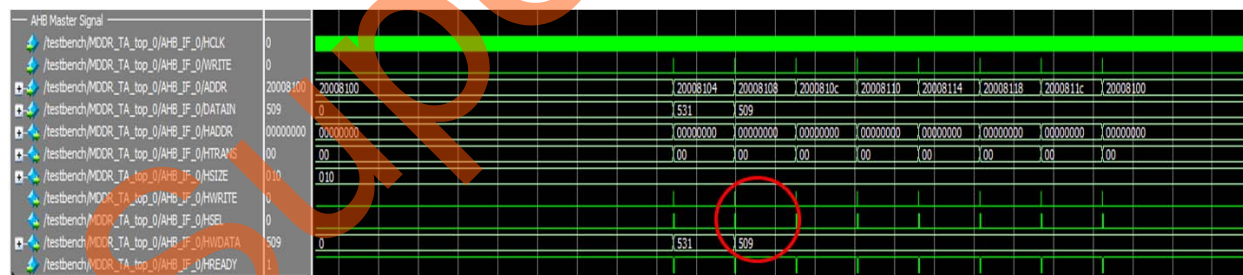 AHB Master Signal
/testbench/MDDR_TA_top_0/AHB_IF_0/HCLK 0
/testbench/MDDR_TA_top_0/AHB_IF_0/WRITE 0
/testbench/MDDR_TA_top_0/AHB_IF_0/ADDR 20008100 20008100 20008104 20008108 2000810c 20008110 20008114 20008118 2000811c 20008100
/testbench/MDDR_TA_top_0/AHB_IF_0/DATAIN 509 0 531 509
/testbench/MDDR_TA_top_0/AHB_IF_0/HADDR 00000000 00000000 00000000 00000000 00000000 00000000 00000000 00000000 00000000 00000000
/testbench/MDDR_TA_top_0/AHB_IF_0/HTRANS 00 00 00 00 00 00 00 00 00 00
/testbench/MDDR_TA_top_0/AHB_IF_0/HSIZE 010 010
/testbench/MDDR_TA_top_0/AHB_IF_0/HWRITE 0
/testbench/MDDR_TA_top_0/AHB_IF_0/HSEL 0
/testbench/MDDR_TA_top_0/AHB_IF_0/HWDATA 509 0 531 509
/testbench/MDDR_TA_top_0/AHB_IF_0/HREADY 1